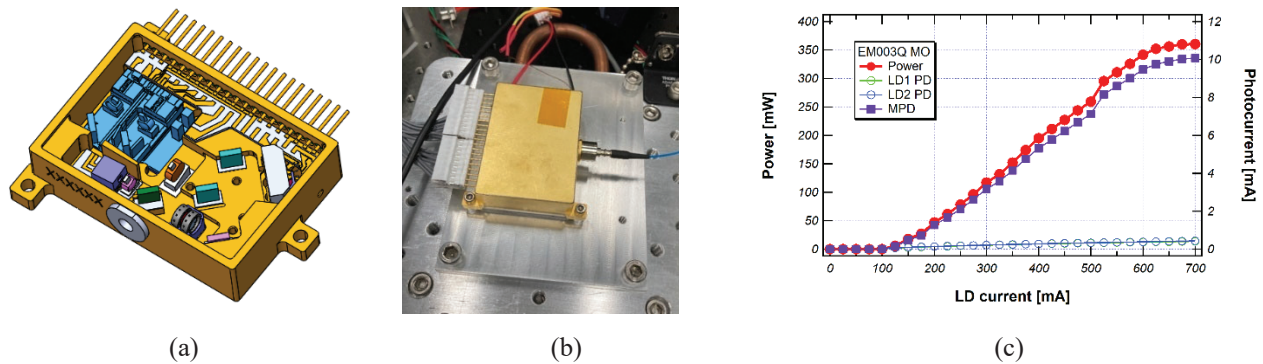 XXXXXX
(a)
(b)
EM003Q MO
Power
LD1 PD
LD2 PD
MPD
Power [mW]
400
350
300
250
200
150
100
50
0
Photocurrent [mA]
12
10
8
6
4
2
0
0 100 200 300 400 500 600 700
LD current [mA]
(c)